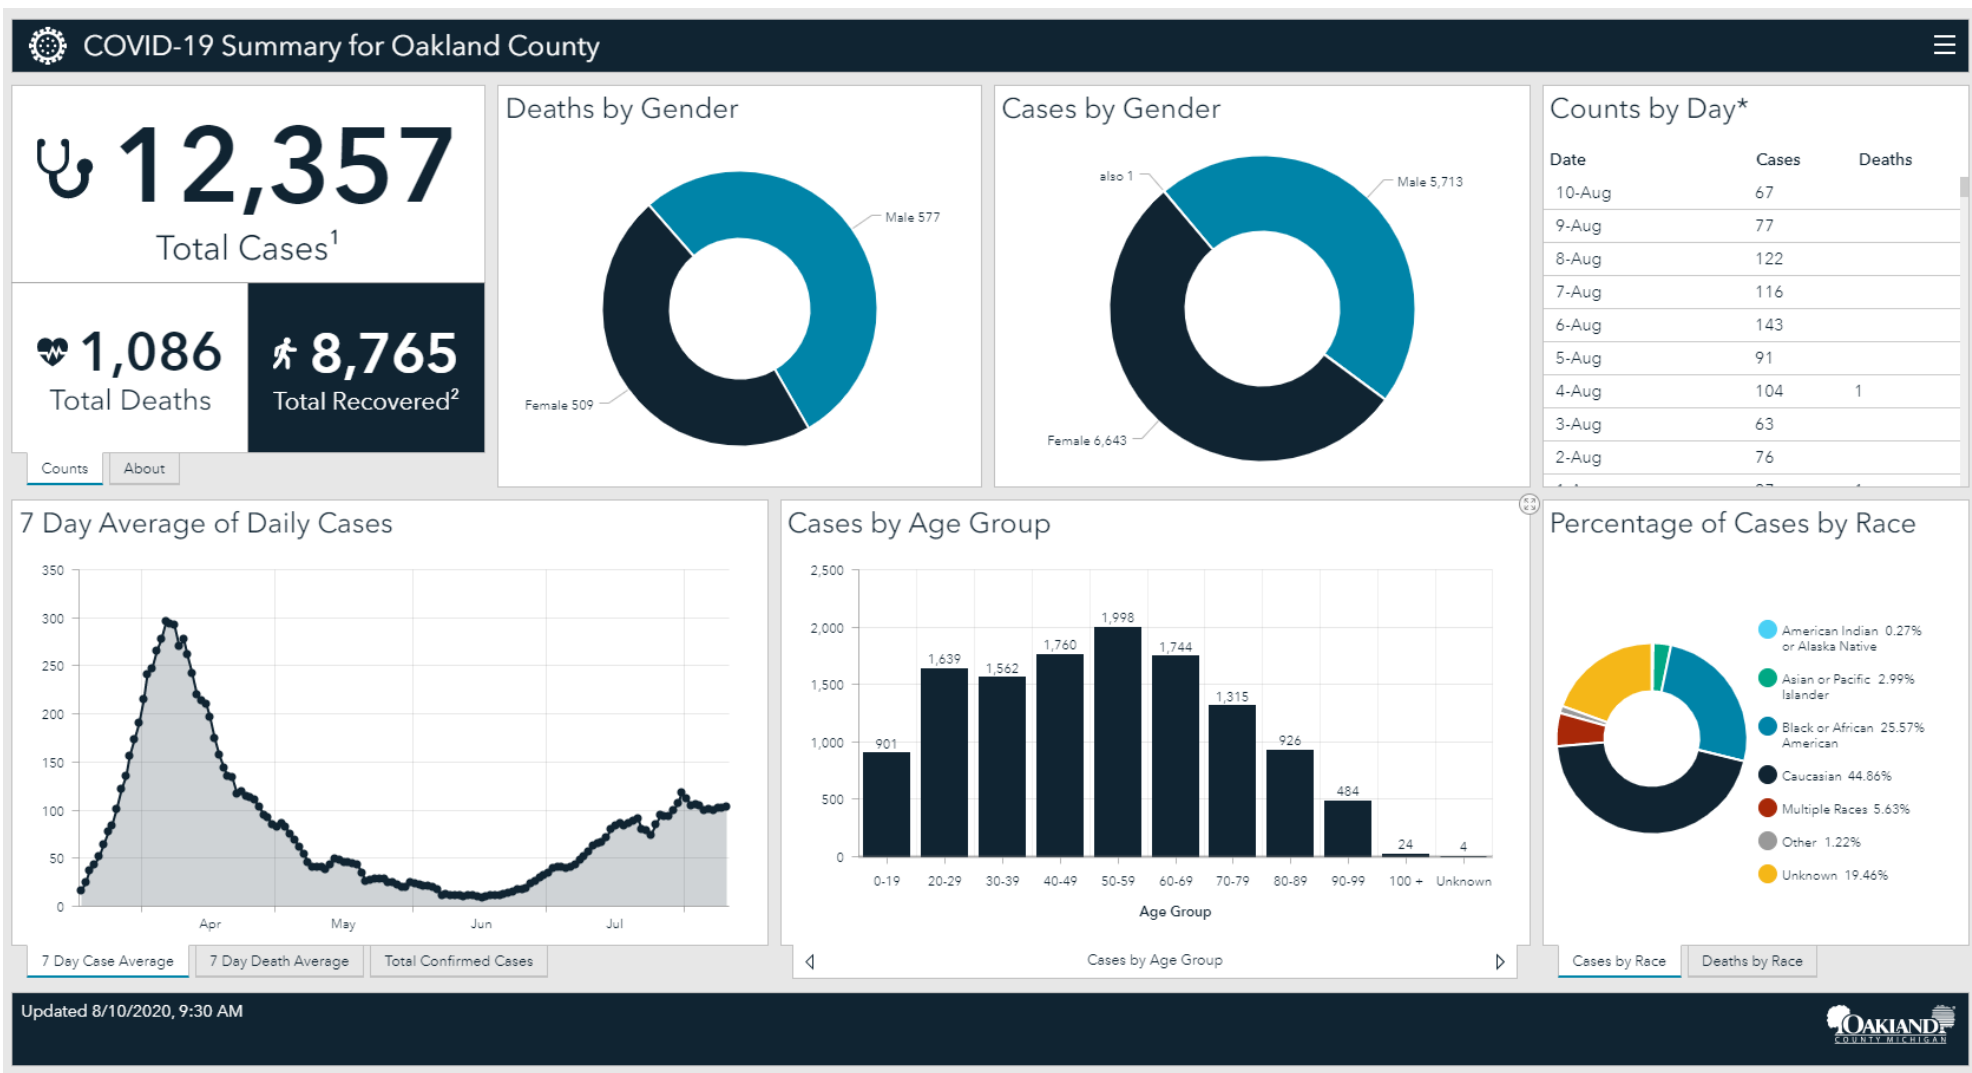 COVID-19 Summary for Oakland County
12,357
Total Cases¹
1,086
Total Deaths
8,765
Total Recovered²
Counts
About
Deaths by Gender
Male 577
Female 509
Cases by Gender
also 1
Male 5,713
Female 6,643
Counts by Day*
Date Cases Deaths
10-Aug 67
9-Aug 77
8-Aug 122
7-Aug 116
6-Aug 143
5-Aug 91
4-Aug 104 1
3-Aug 63
2-Aug 76
7 Day Average of Daily Cases
350
300
250
200
150
100
50
0
Apr May Jun Jul
7 Day Case Average
7 Day Death Average
Total Confirmed Cases
Cases by Age Group
2,500
2,000
1,500
1,000
500
0
901 1,639 1,562 1,760 1,998 1,744 1,315 926 484 24 4
0-19 20-29 30-39 40-49 50-59 60-69 70-79 80-89 90-99 100 + Unknown
Age Group
Cases by Age Group
Percentage of Cases by Race
American Indian 0.27%
or Alaska Native
Asian or Pacific 2.99%
Islander
Black or African 25.57%
American
Caucasian 44.86%
Multiple Races 5.63%
Other 1.22%
Unknown 19.46%
Cases by Race
Deaths by Race
Updated 8/10/2020, 9:30 AM
OAKLAND
COUNTY MICHIGAN